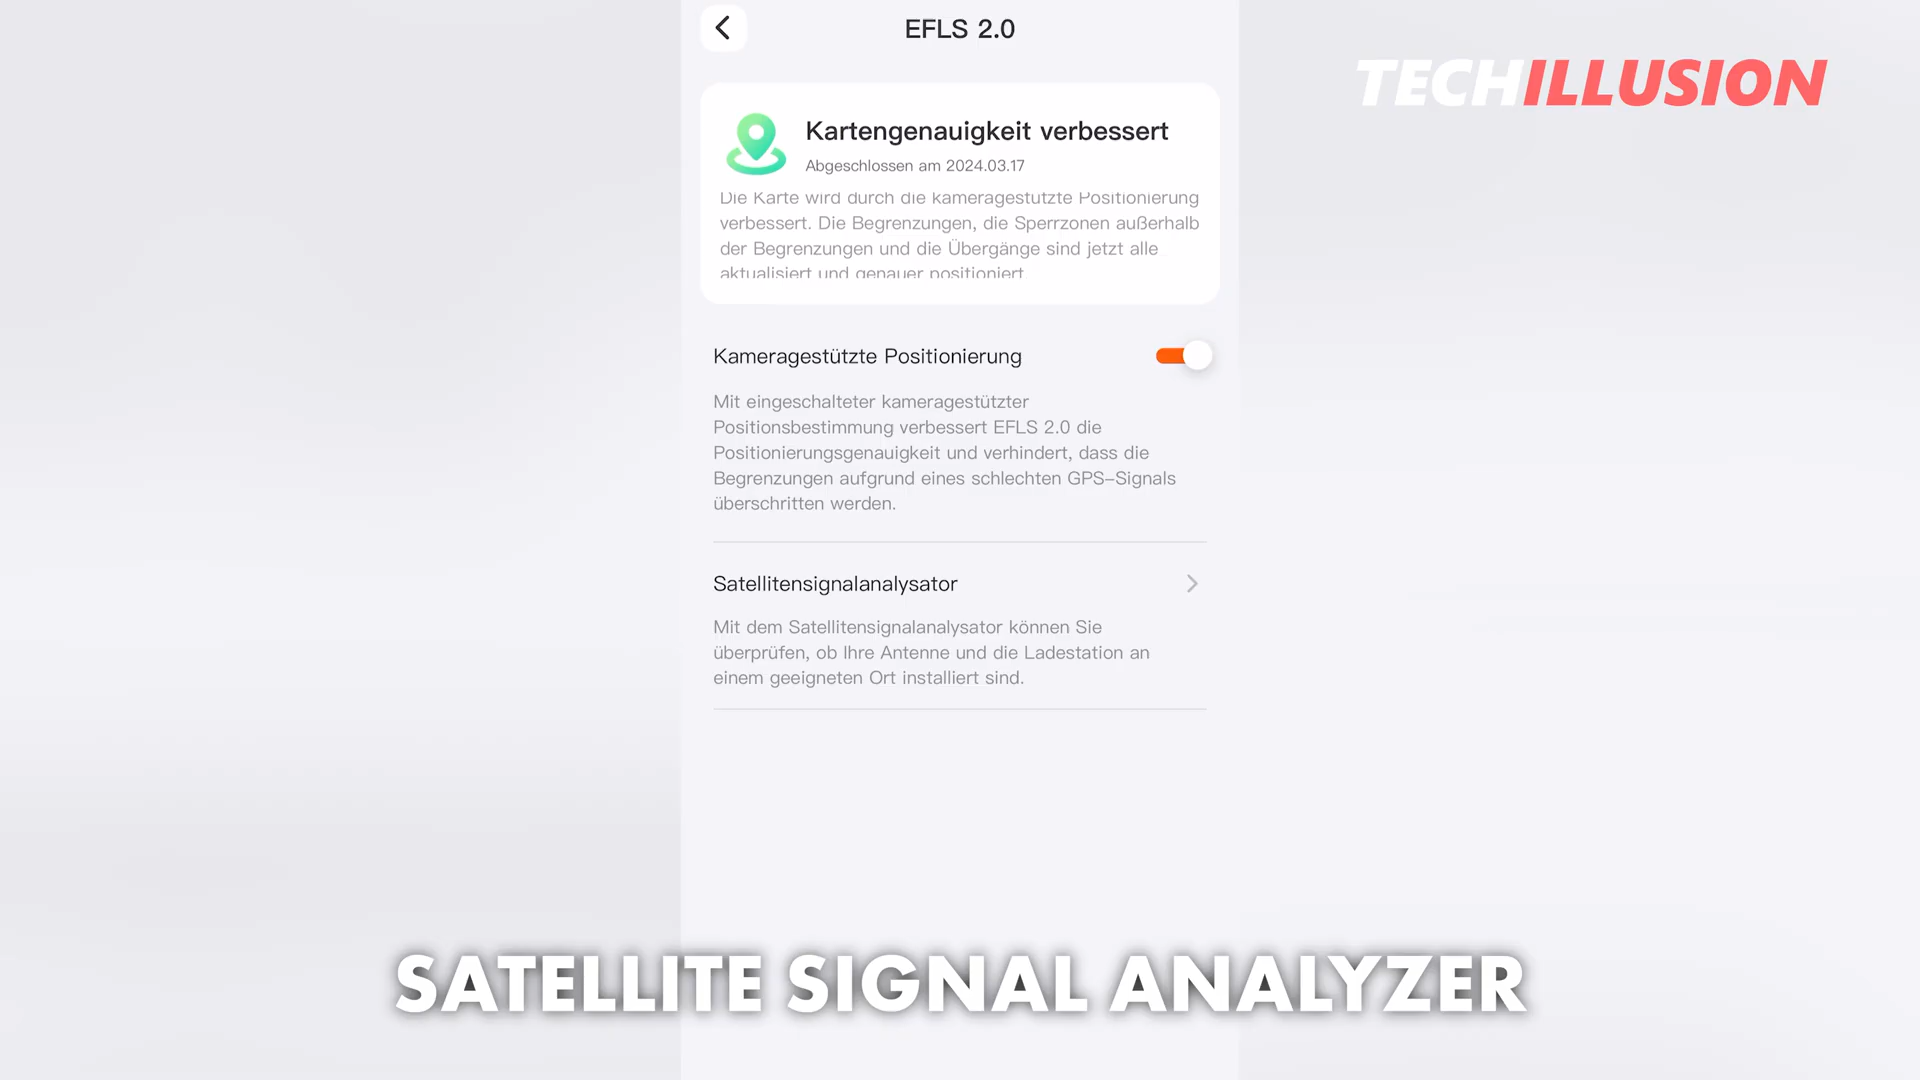 EFLS 2.0
TECHILLUSION
Kartengenauigkeit verbessert
Abgeschlossen am 2024.03.17
Die Karte wird durch die kameragestützte Positionierung
verbessert. Die Begrenzungen, die Sperrzonen außerhalb
der Begrenzungen und die Übergänge sind jetzt alle
aktualisiert und genauer positioniert
Kameragestützte Positionierung
Mit eingeschalteter kameragestützter
Positionsbestimmung verbessert EFLS 2.0 die
Positionierungsgenauigkeit und verhindert, dass die
Begrenzungen aufgrund eines schlechten GPS-Signals
überschritten werden.
Satellitensignalanalysator
Mit dem Satellitensignalanalysator können Sie
überprüfen, ob Ihre Antenne und die Ladestation an
einem geeigneten Ort installiert sind.
SATELLITE SIGNAL ANALYZER